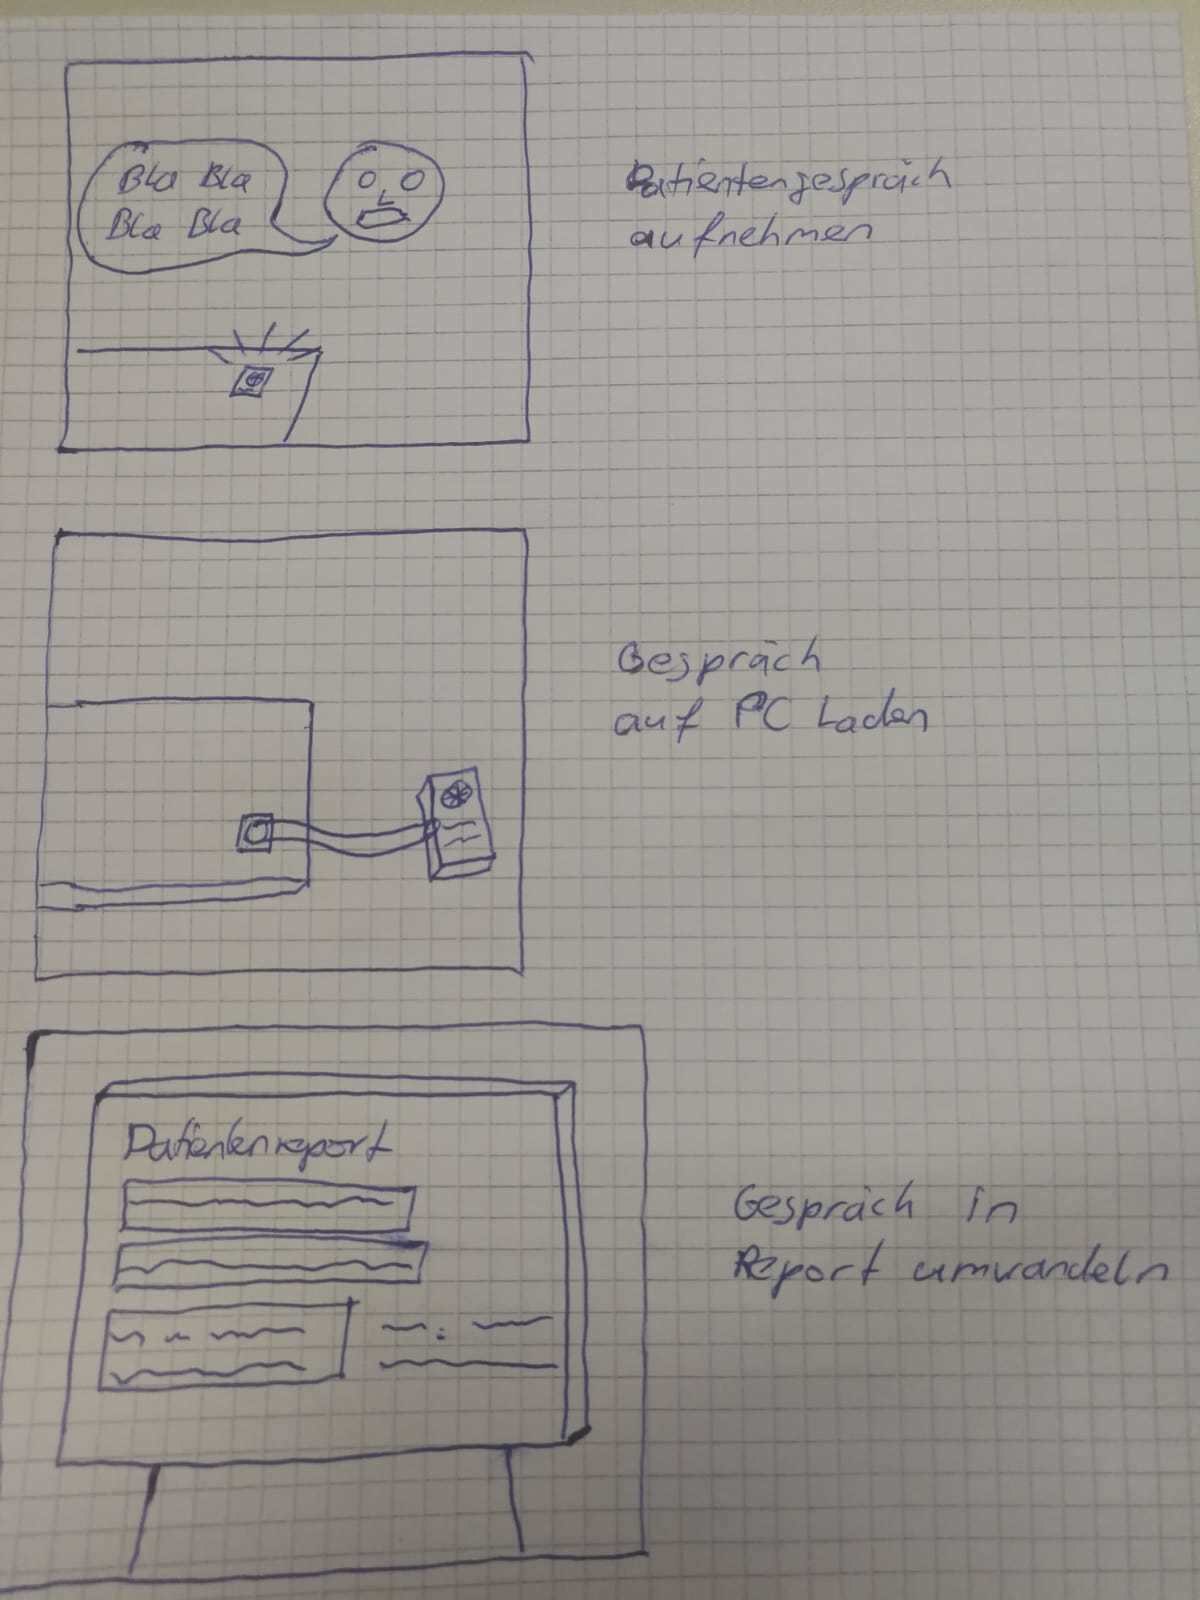 Bla Bla
Bla Bla
Patientengespräch
aufnehmen
Gespräch
auf PC Laden
Patientenreport
Gespräch in
Report umwandeln